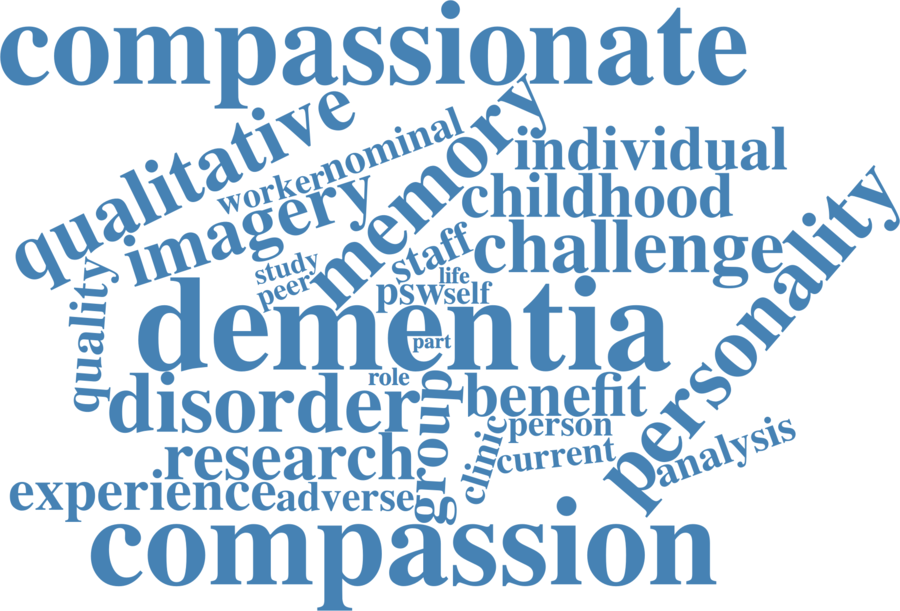 compassionate
qualitative
nominal
worker
memory
individual
imagery
childhood
personality
staff
challenge
study
peer
life
psw
self
quality
dementia
part
role
disorder
group
benefit
person
clinic
current
analysis
research
experience
adverse
compassion